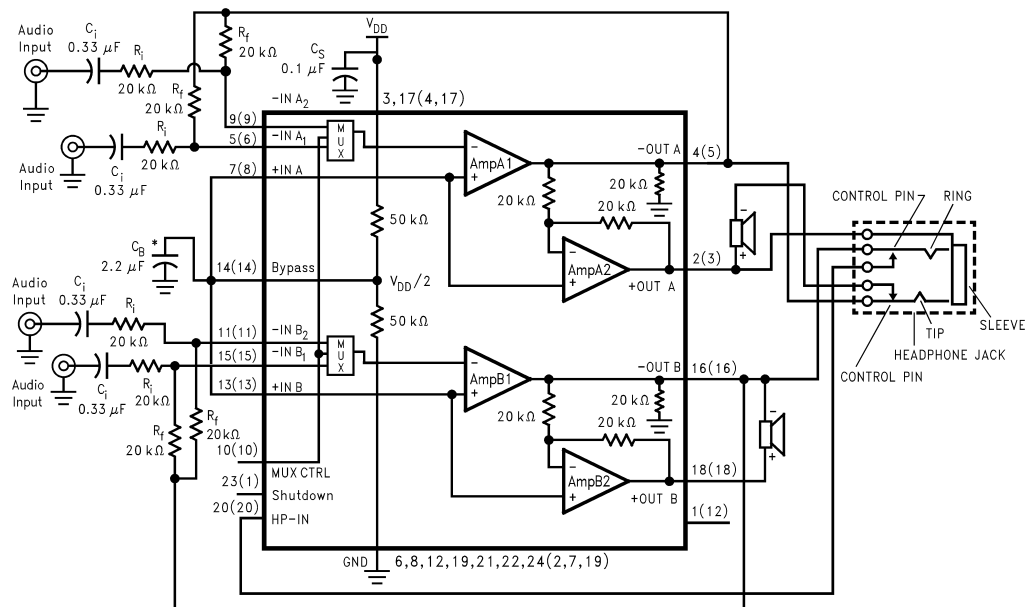 Audio
Input
C_i
0.33 μF
R_i
20 kΩ
R_f
20 kΩ
R_f
20 kΩ
V_DD
C_S
0.1 μF
3,17(4,17)
-IN A_2
9(9)
-IN A_1
5(6)
+IN A
7(8)
MUX
Audio
Input
C_i
0.33 μF
R_i
20 kΩ
AmpA1
-
+
-OUT A
4(5)
20 kΩ
20 kΩ
20 kΩ
AmpA2
-
+
2(3)
+OUT A
-
+
CONTROL PIN
RING
SLEEVE
TIP
HEADPHONE JACK
CONTROL PIN
50 kΩ
V_DD/2
50 kΩ
C_B
*
2.2 μF
14(14)
Bypass
Audio
Input
C_i
0.33 μF
R_i
20 kΩ
11(11)
-IN B_2
15(15)
-IN B_1
13(13)
+IN B
MUX
Audio
Input
C_i
0.33 μF
R_i
20 kΩ
R_f
20 kΩ
R_f
20 kΩ
AmpB1
-
+
-OUT B
16(16)
20 kΩ
20 kΩ
20 kΩ
AmpB2
-
+
18(18)
+OUT B
-
+
1(12)
10(10)
MUX CTRL
23(1)
Shutdown
20(20)
HP-IN
GND
6,8,12,19,21,22,24(2,7,19)